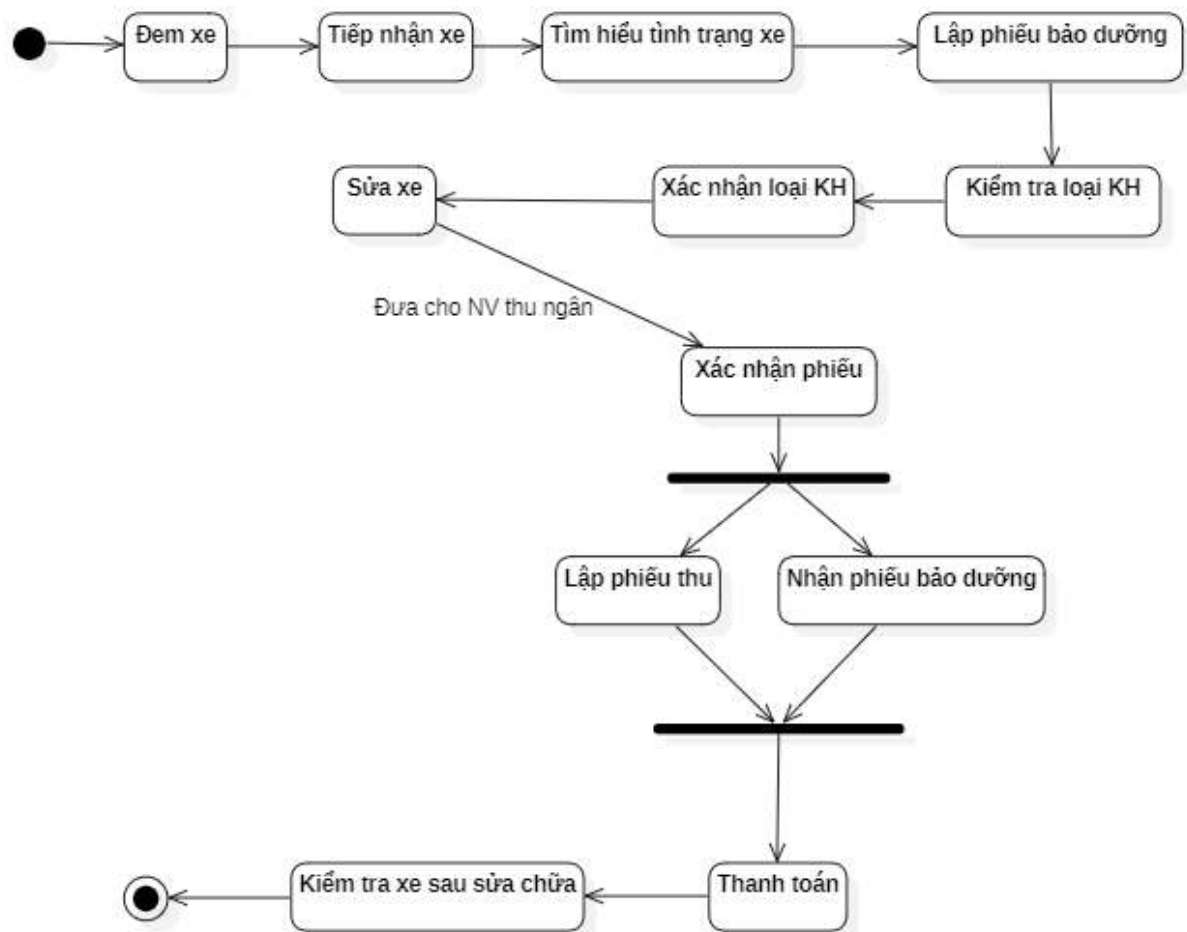 Đem xe
Tiếp nhận xe
Tìm hiểu tình trạng xe
Lập phiếu bảo dưỡng
Sửa xe
Xác nhận loại KH
Kiểm tra loại KH
Đưa cho NV thu ngân
Xác nhận phiếu
Lập phiếu thu
Nhận phiếu bảo dưỡng
Kiểm tra xe sau sửa chữa
Thanh toán